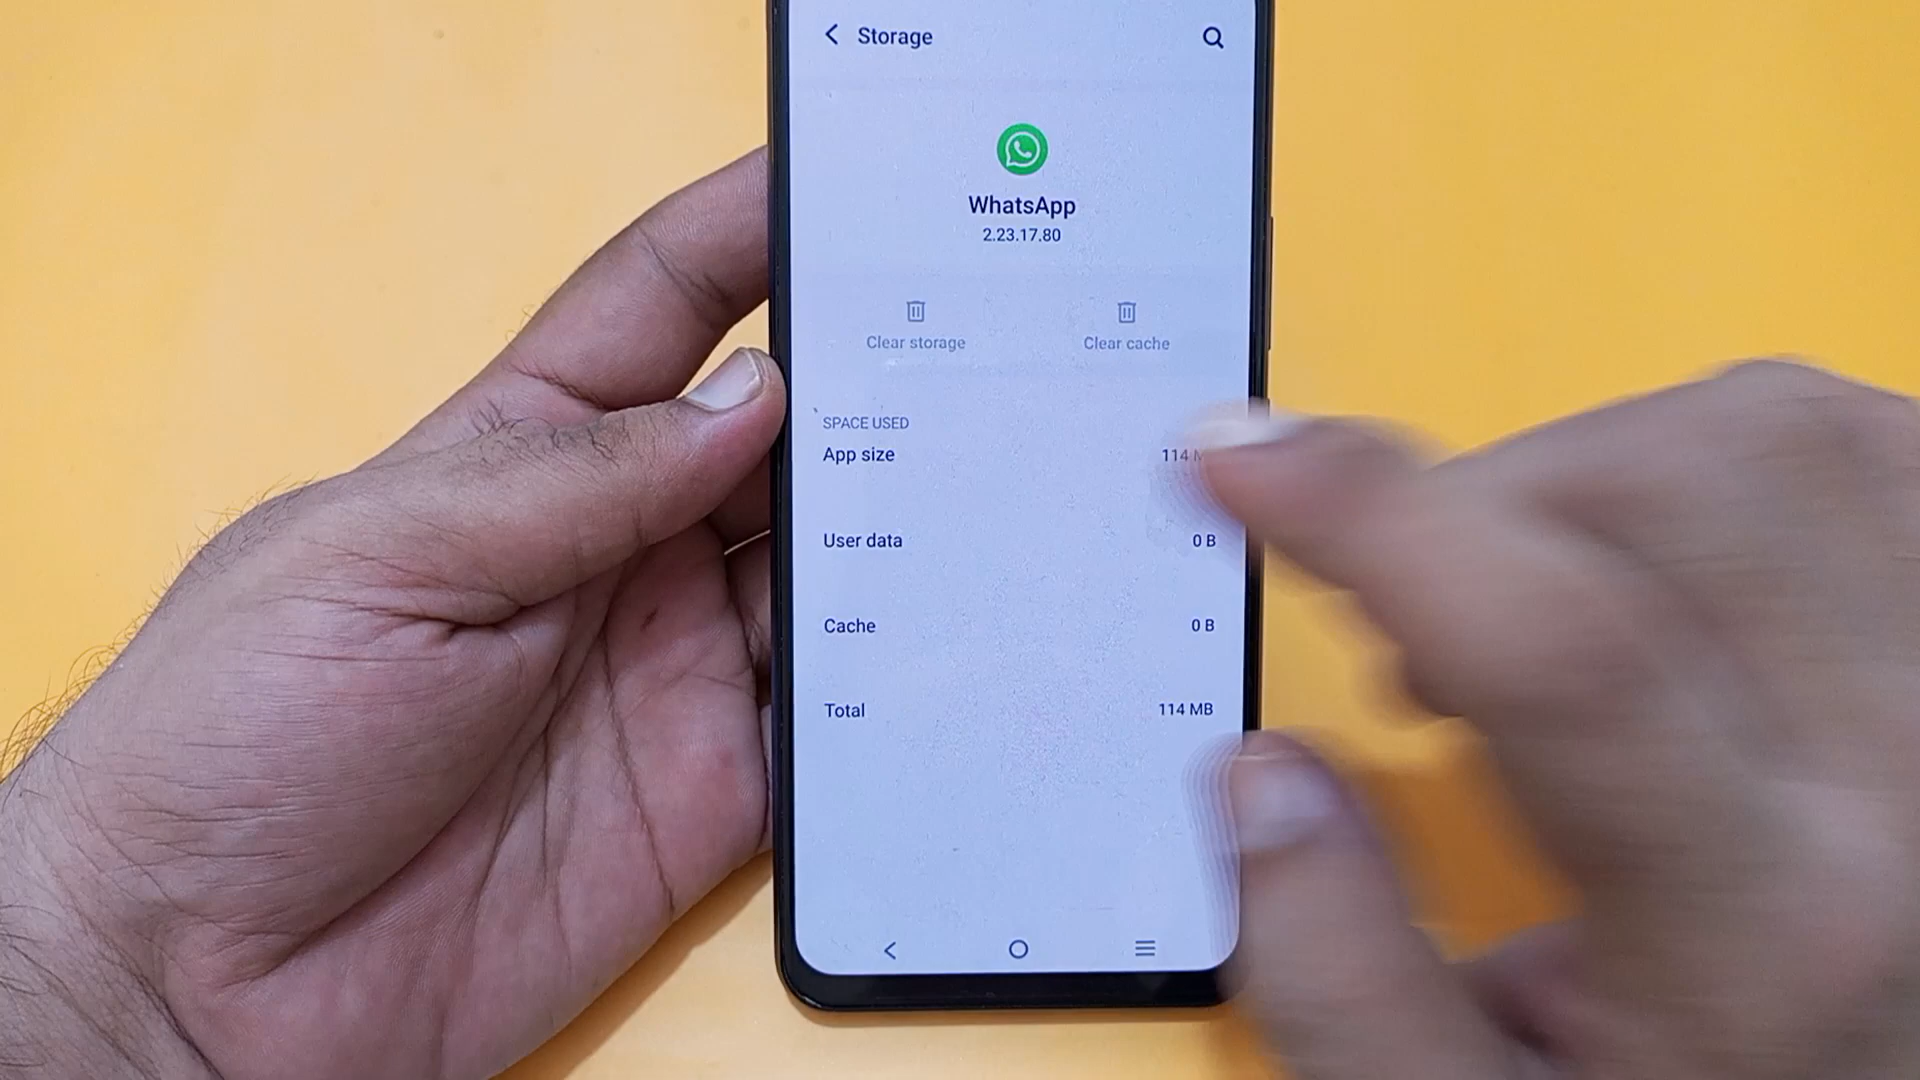 Storage
WhatsApp
2.23.17.80
Clear storage Clear cache
SPACE USED
App size 114
User data 0 B
Cache 0 B
Total 114 MB